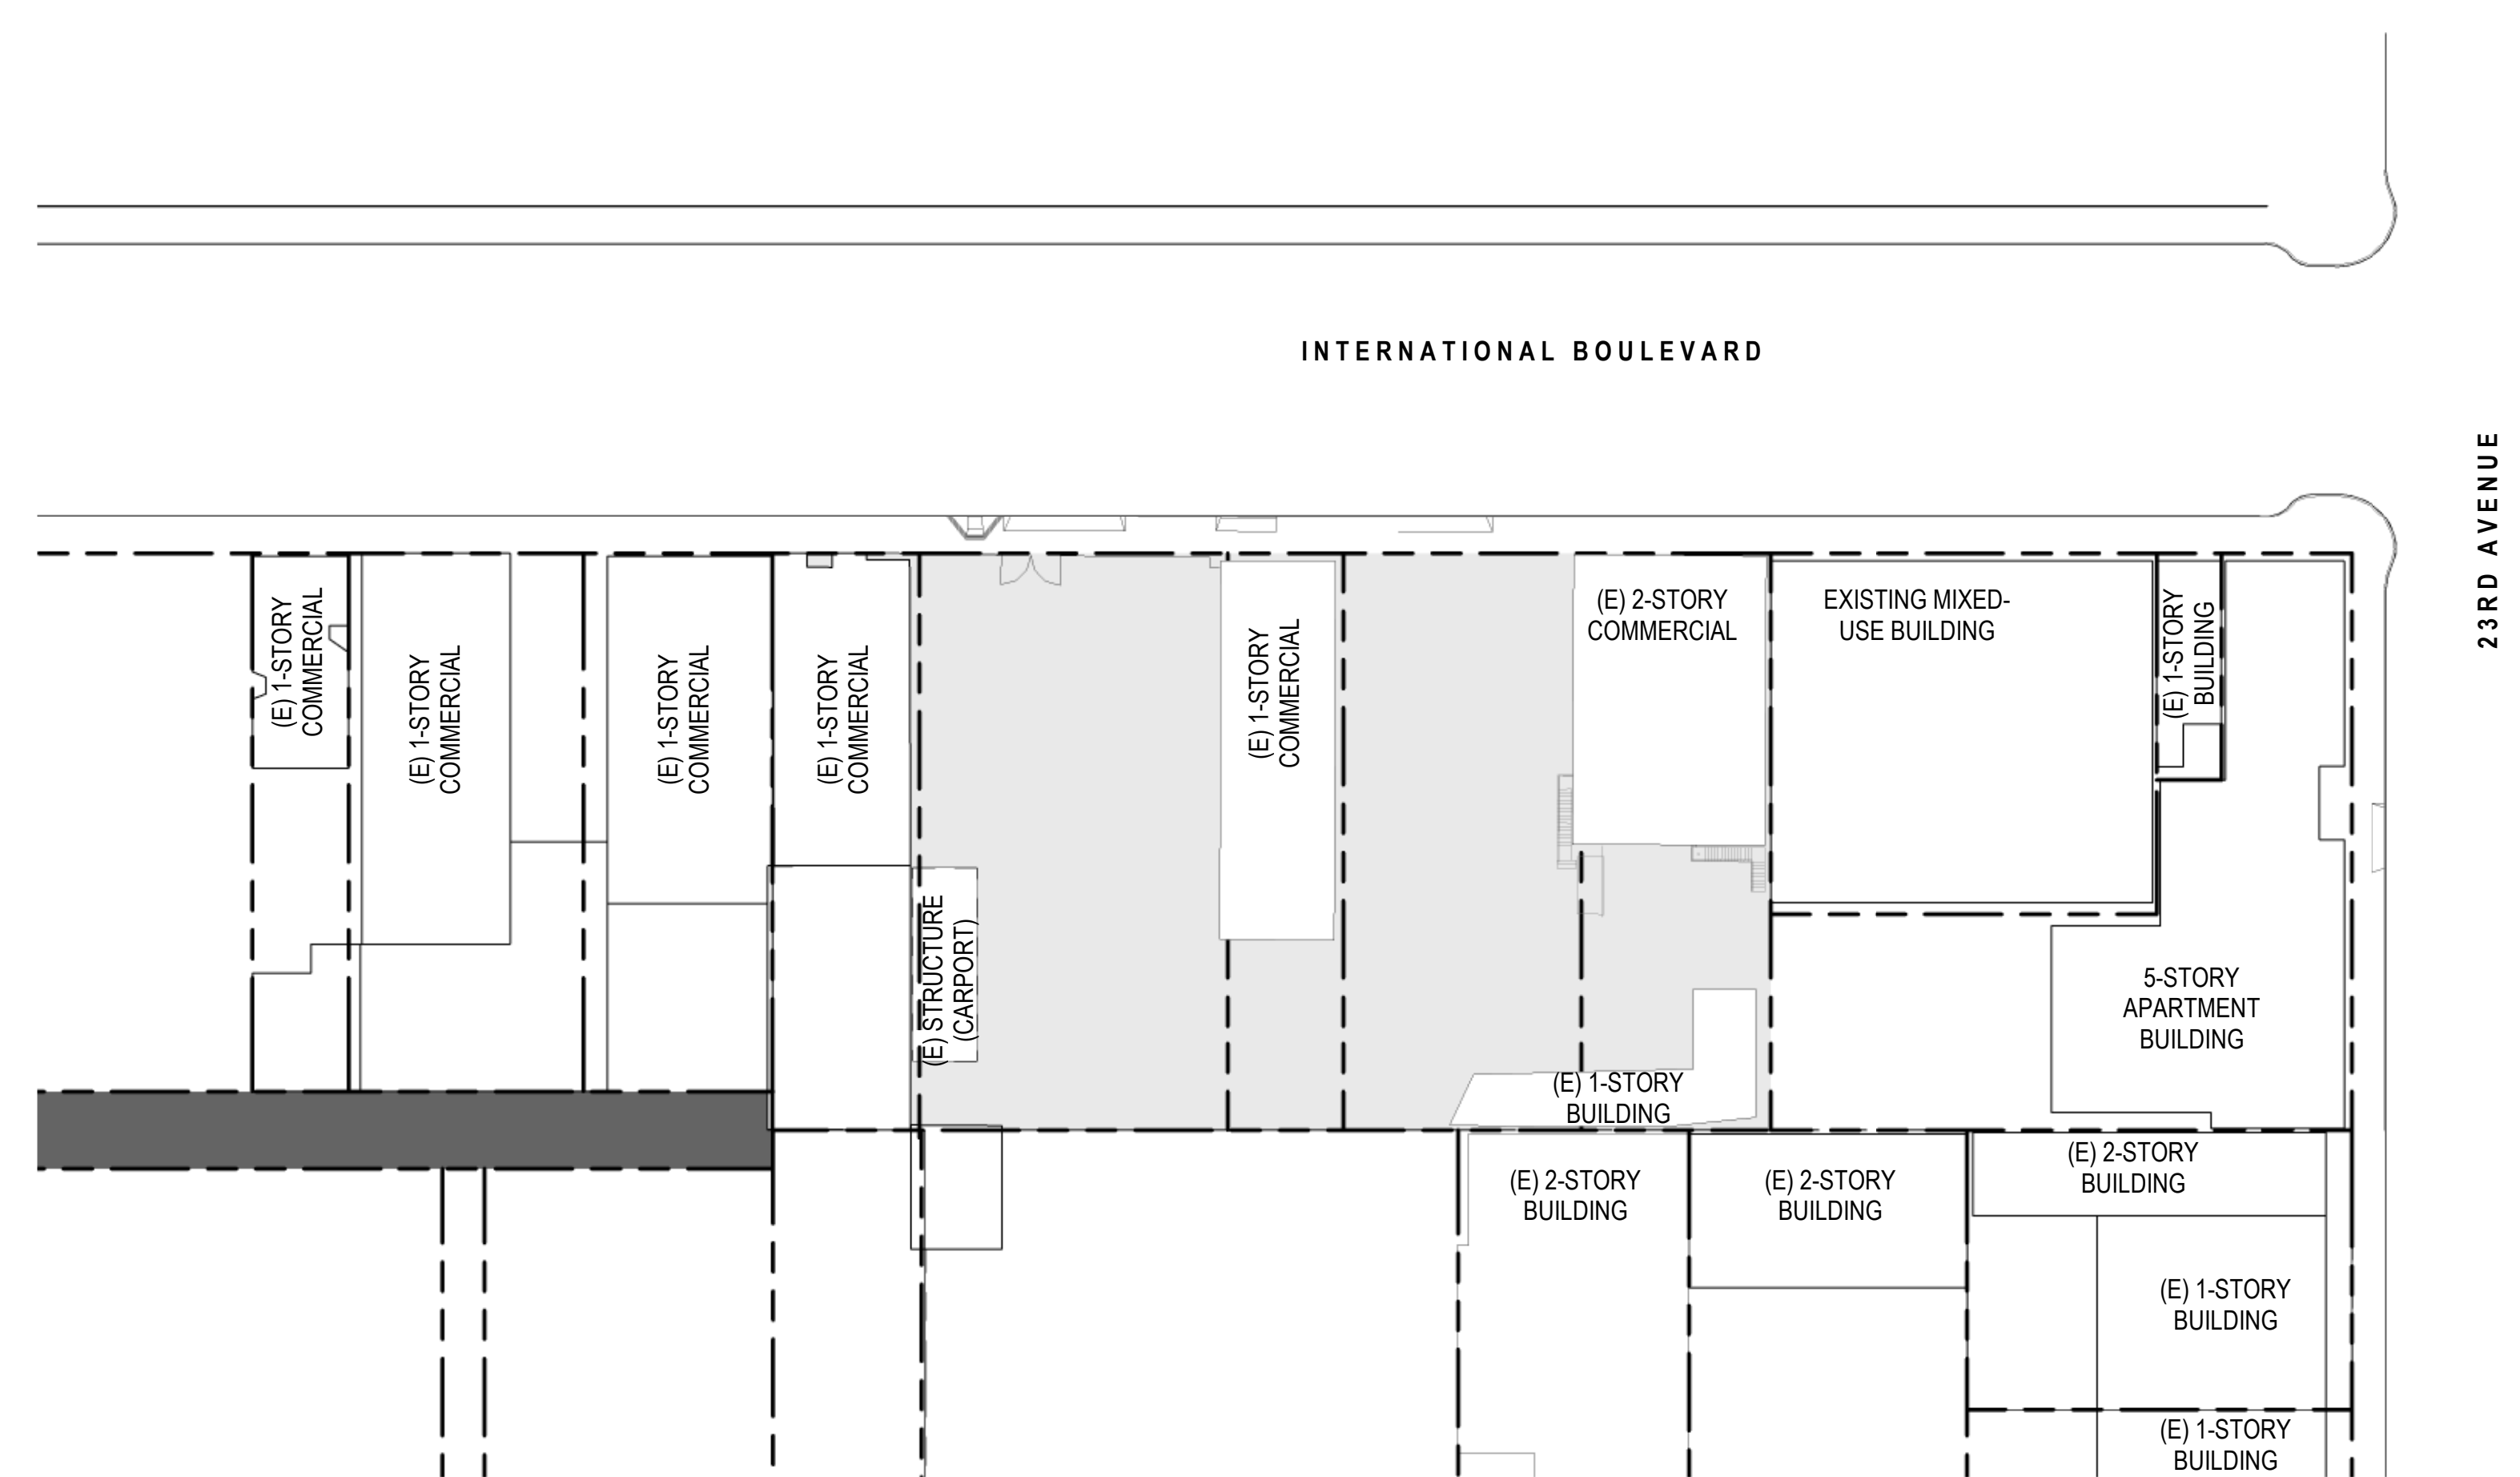 INTERNATIONAL BOULEVARD
23RD AVENUE
(E) 1-STORY
COMMERCIAL
(E) 1-STORY
COMMERCIAL
(E) 1-STORY
COMMERCIAL
(E) 1-STORY
COMMERCIAL
(E) STRUCTURE
(CARPORT)
(E) 1-STORY
COMMERCIAL
(E) 2-STORY
COMMERCIAL
EXISTING MIXED-
USE BUILDING
(E) 1-STORY
BUILDING
5-STORY
APARTMENT
BUILDING
(E) 1-STORY
BUILDING
(E) 2-STORY
BUILDING
(E) 2-STORY
BUILDING
(E) 2-STORY
BUILDING
(E) 1-STORY
BUILDING
(E) 1-STORY
BUILDING